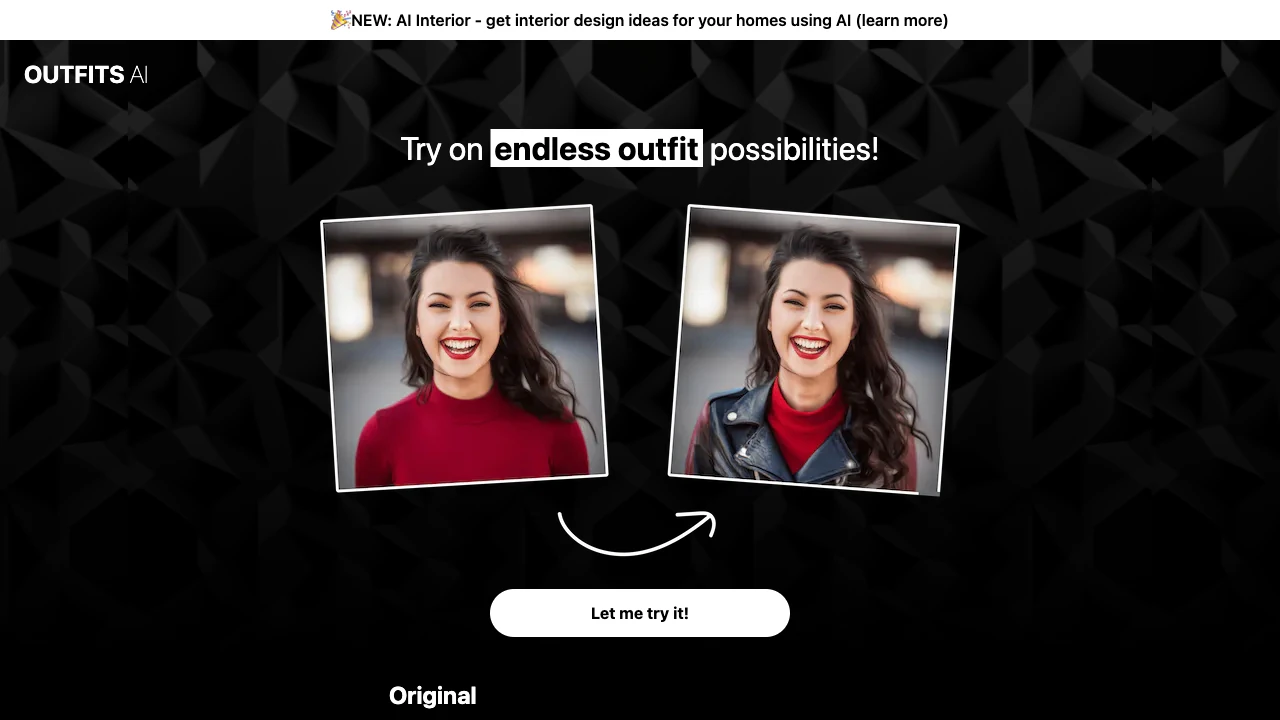 🎉NEW: AI Interior - get interior design ideas for your homes using AI (learn more)
OUTFITS AI
Try on endless outfit possibilities!
Let me try it!
Original